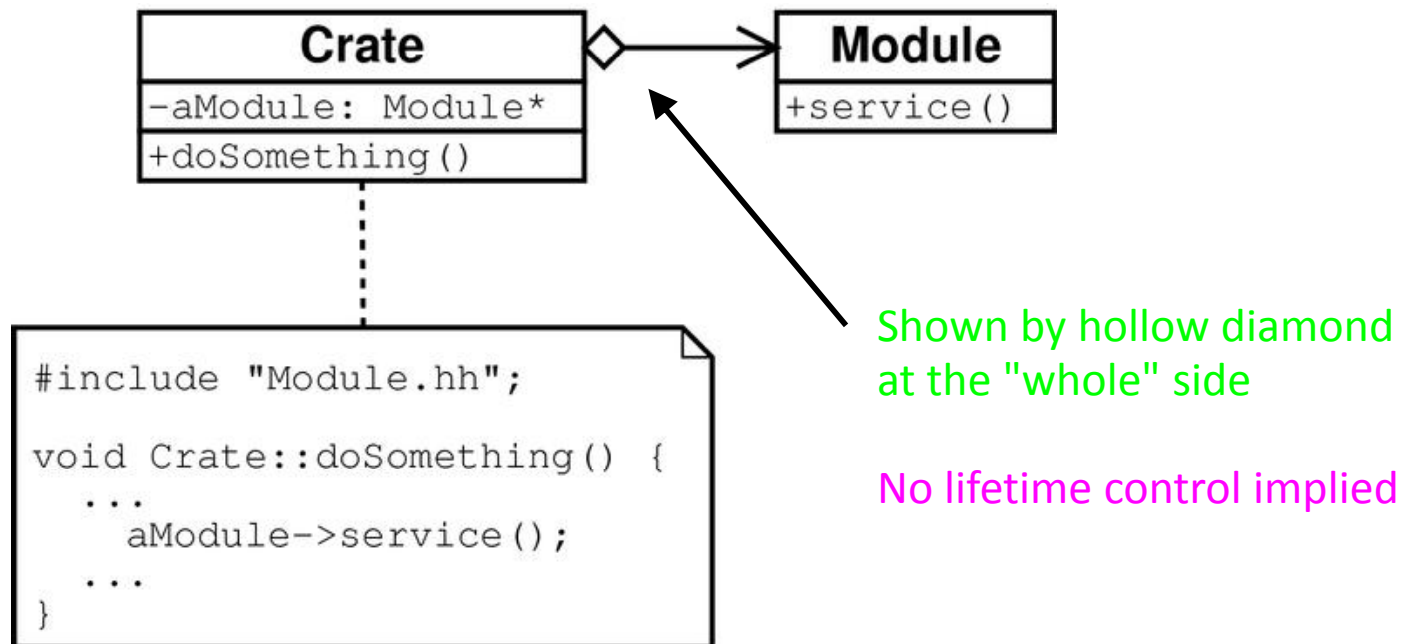 Crate
-aModule: Module*
+doSomething()
Module
+service()
#include "Module.hh";
void Crate::doSomething() {
...
aModule->service();
...
}
Shown by hollow diamond
at the "whole" side
No lifetime control implied